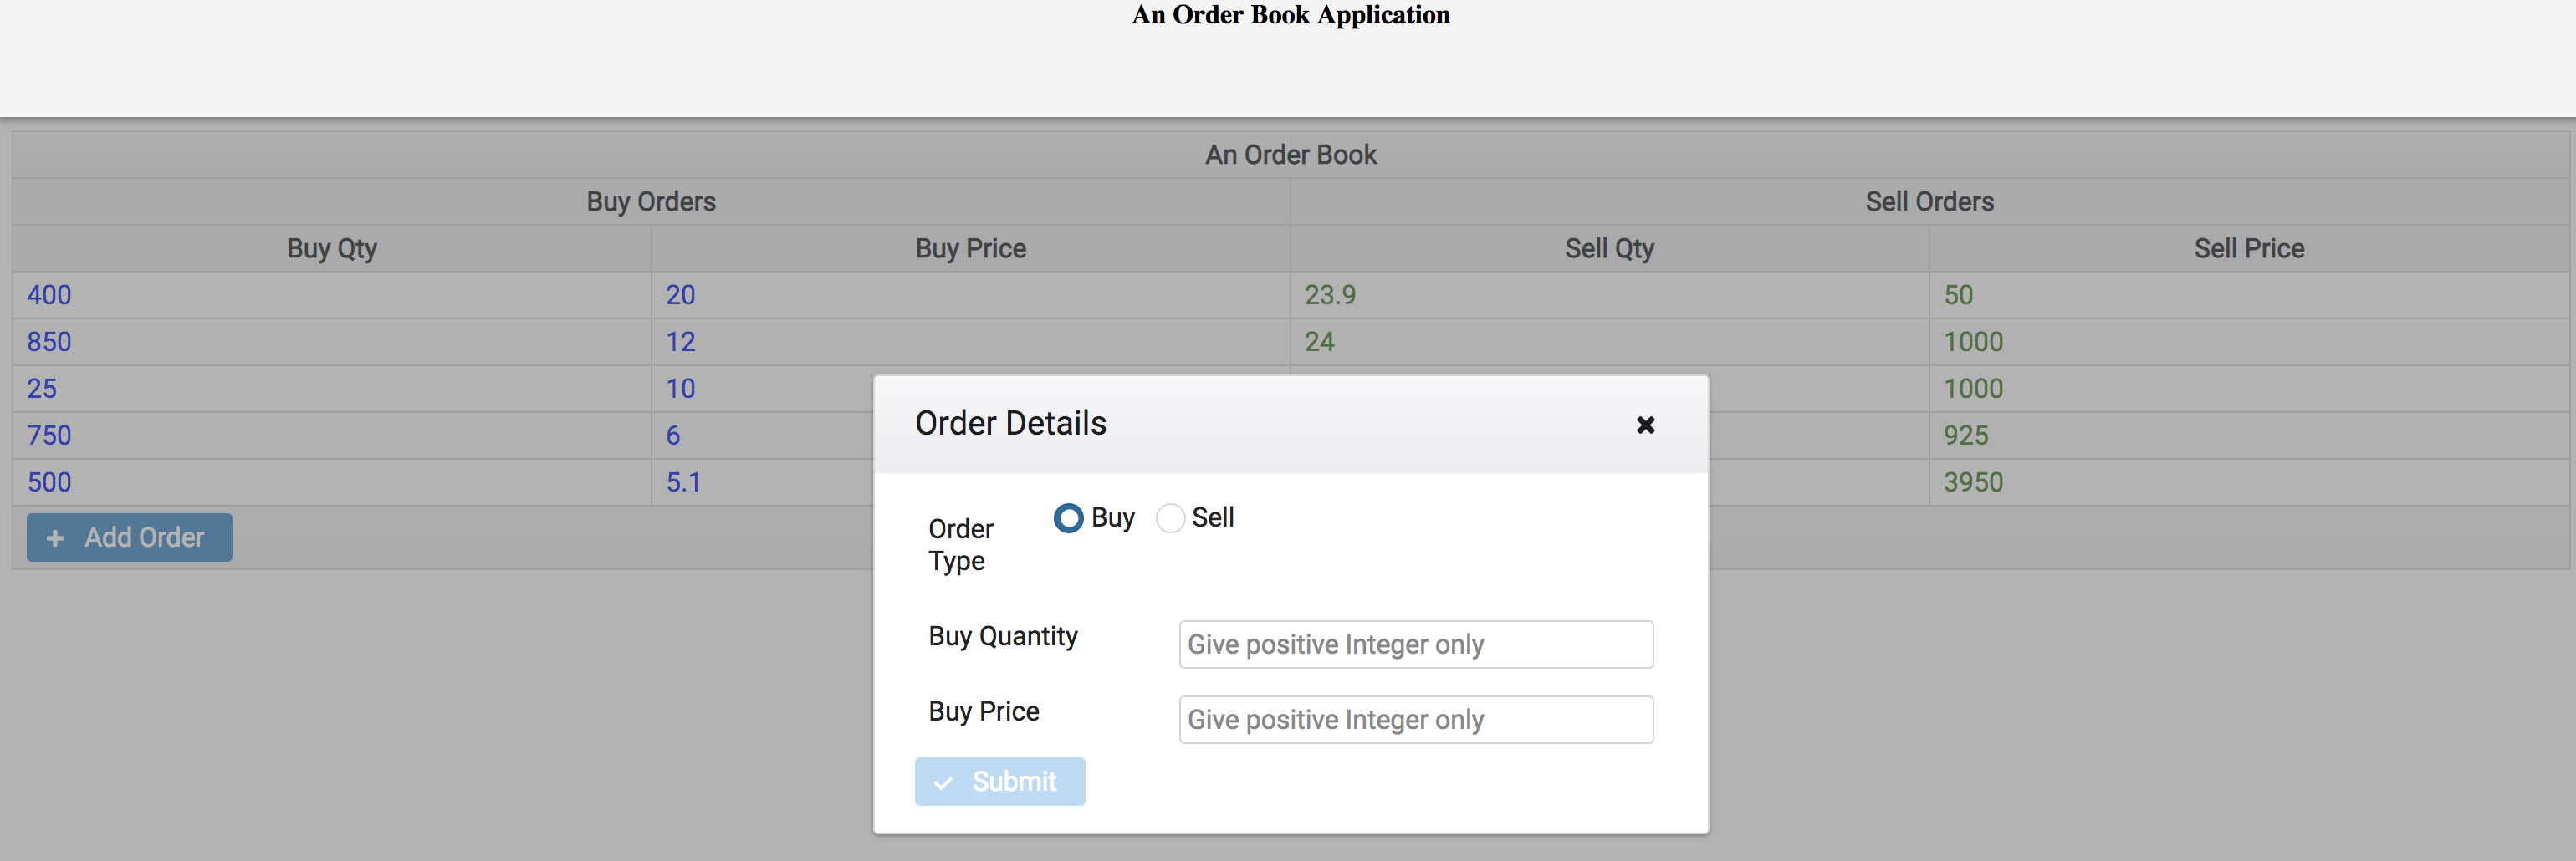 An Order Book Application
An Order Book
Buy Orders Sell Orders
Buy Qty Buy Price Sell Qty Sell Price
400 20 23.9 50
850 12 24 1000
25 10 1000
750 6 925
500 5.1 3950
Add Order
Order Details
Order Type
Buy Sell
Buy Quantity Give positive Integer only
Buy Price Give positive Integer only
Submit